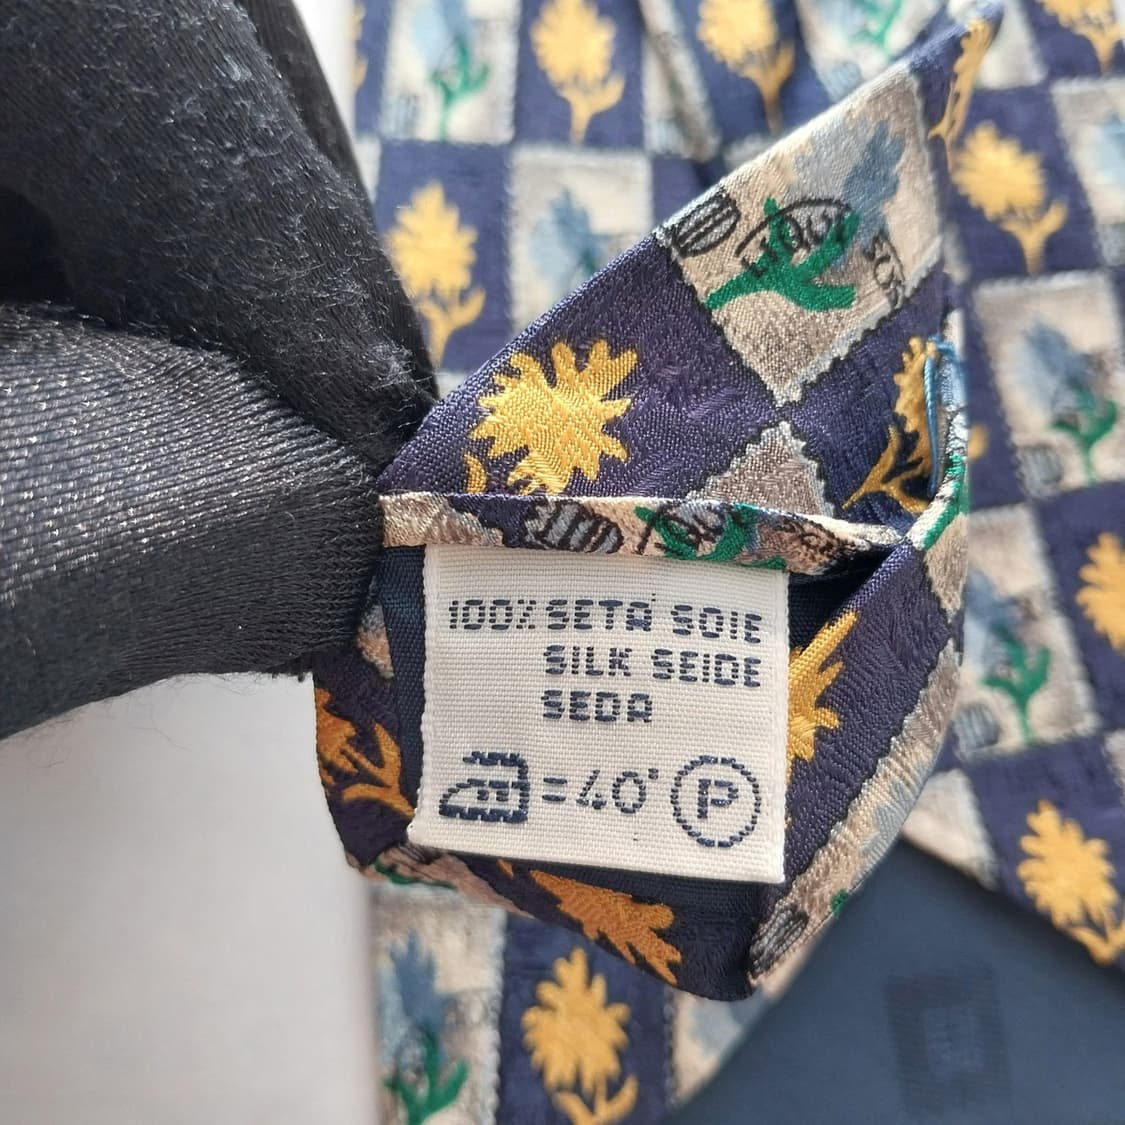 100% SETA SOIE
SILK SEIDE
SEDA
=40° P